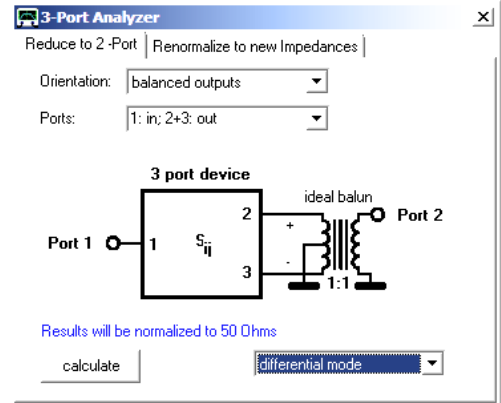 3-Port Analyzer
Reduce to 2 -Port
Renormalize to new Impedances
Orientation:
balanced outputs
Ports:
1: in; 2+3: out
3 port device
ideal balun
2
+
Port 2
Port 1
1
Sij
3
-
1:1
Results will be normalized to 50 Ohms
calculate
differential mode